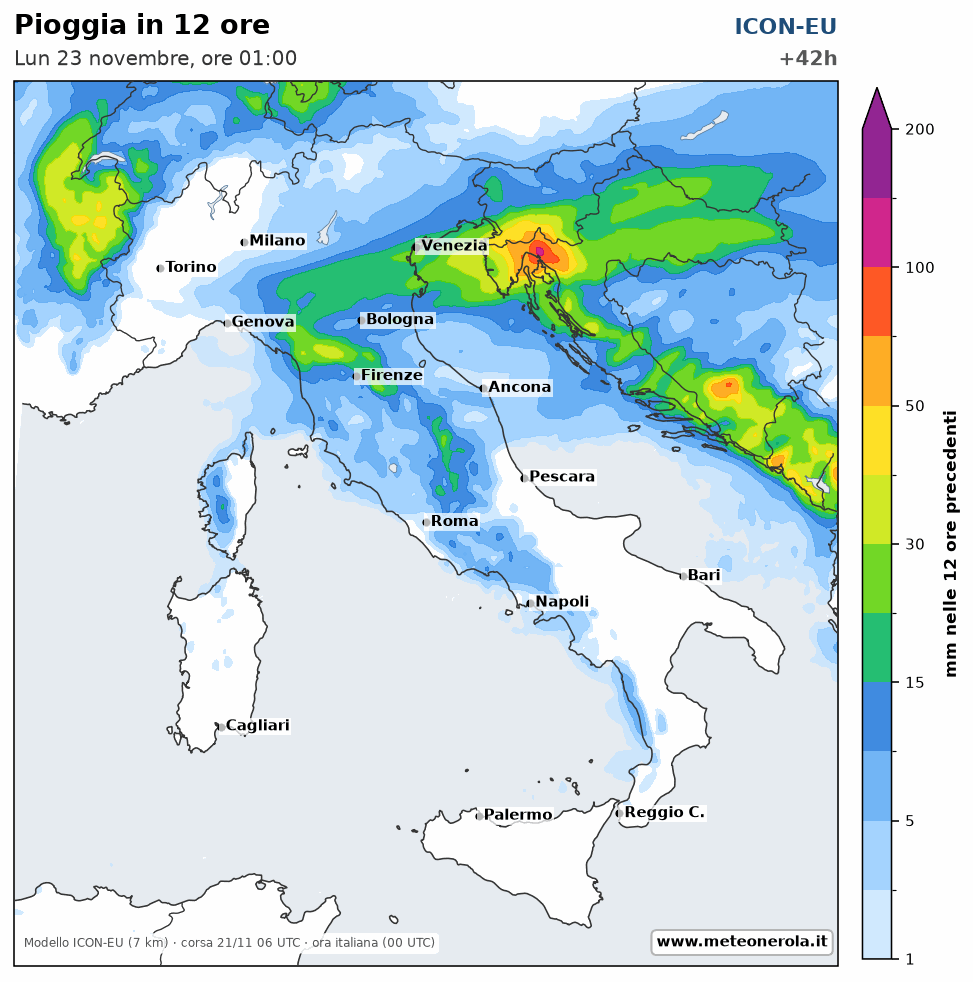 Pioggia in 12 ore
ICON-EU
Lun 23 novembre, ore 01:00
+42h
200
100
50
30
15
5
1
mm nelle 12 ore precedenti
Milano
Venezia
Torino
Genova
Bologna
Firenze
Ancona
Pescara
Roma
Bari
Napoli
Cagliari
Palermo
Reggio C.
Modello ICON-EU (7 km) · corsa 21/11 06 UTC · ora italiana (00 UTC)
www.meteonerola.it